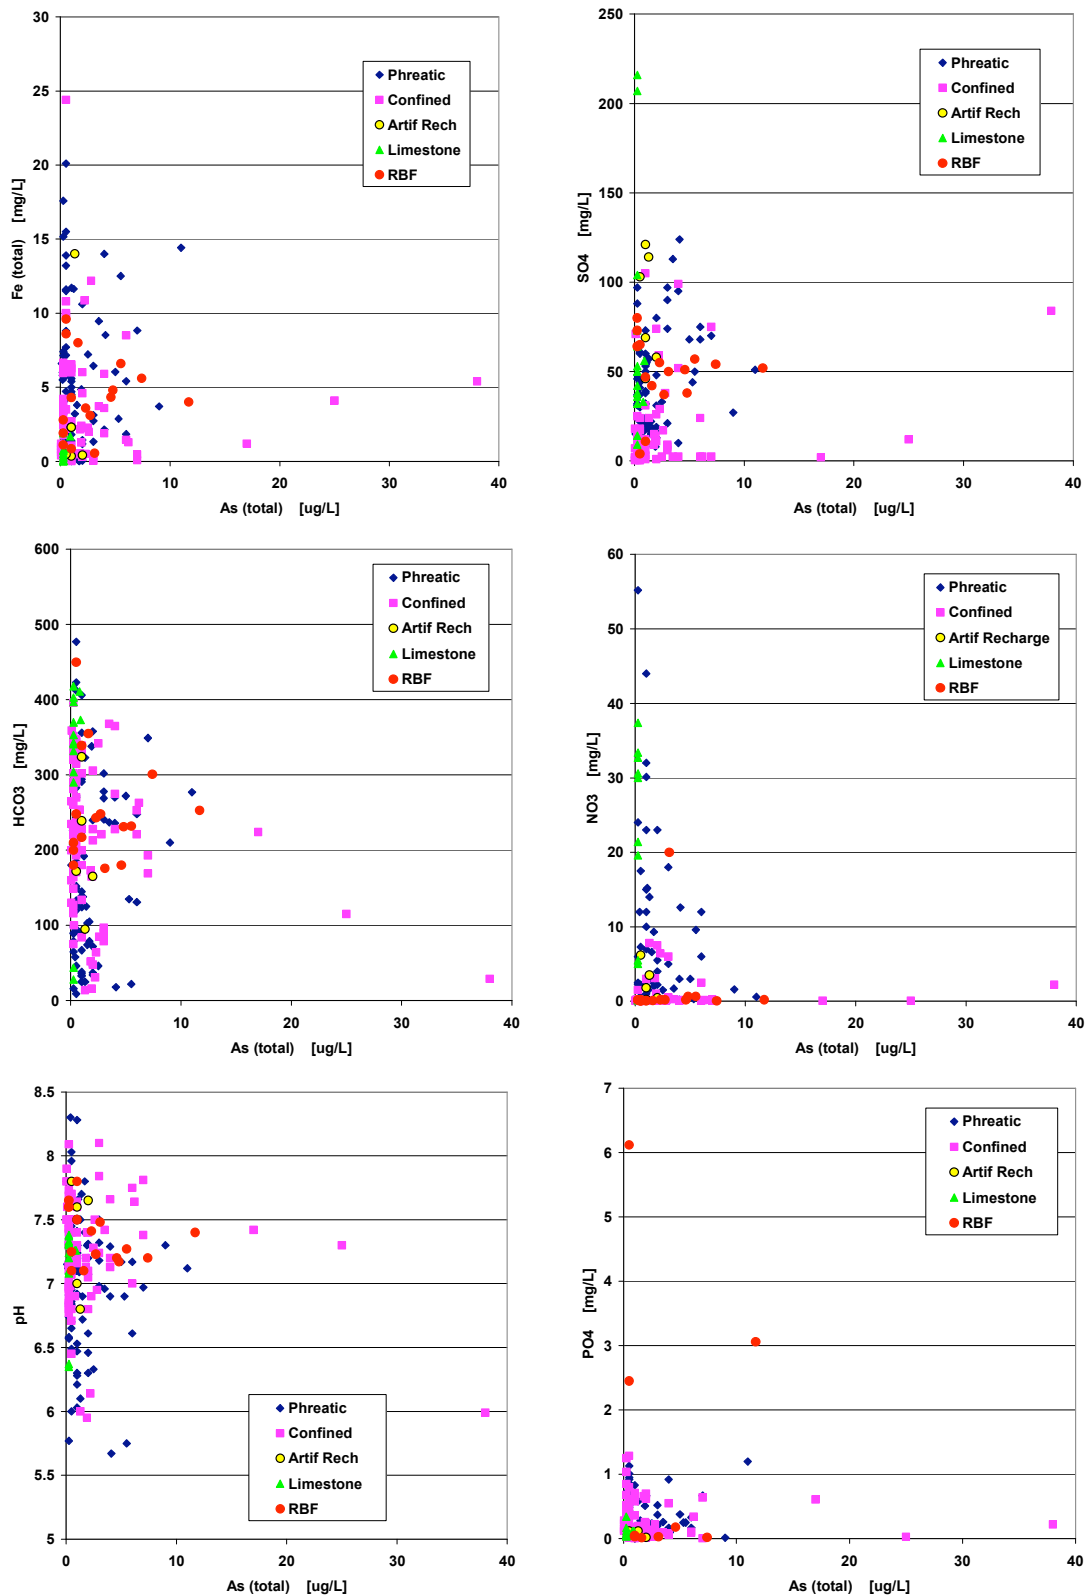 30
25
20
15
10
5
0
Fe (total) [mg/L]
Phreatic
Confined
Artif Rech
Limestone
RBF
0 10 20 30 40
As (total) [ug/L]
250
200
150
100
50
0
SO4 [mg/L]
Phreatic
Confined
Artif Rech
Limestone
RBF
0 10 20 30 40
As (total) [ug/L]
600
500
400
300
200
100
0
HCO3 [mg/L]
Phreatic
Confined
Artif Rech
Limestone
RBF
0 10 20 30 40
As (total) [ug/L]
60
50
40
30
20
10
0
NO3 [mg/L]
Phreatic
Confined
Artif Recharge
Limestone
RBF
0 10 20 30 40
As (total) [ug/L]
8.5
8
7.5
7
6.5
6
5.5
5
pH
Phreatic
Confined
Artif Rech
Limestone
RBF
0 10 20 30 40
As (total) [ug/L]
7
6
5
4
3
2
1
0
PO4 [mg/L]
Phreatic
Confined
Artif Rech
Limestone
RBF
0 10 20 30 40
As (total) [ug/L]